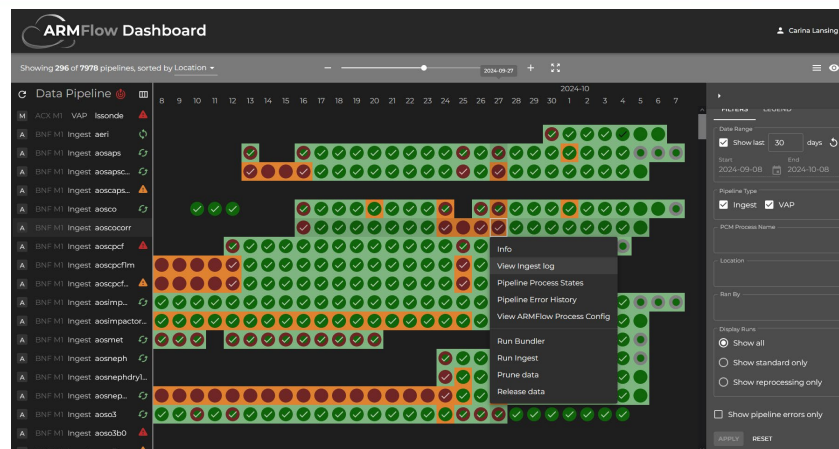 ARMFlow Dashboard
Carina Lansing
Showing 296 of 7978 pipelines, sorted by Location
2024-09-27
Data Pipeline
2024-10
8 9 10 11 12 13 14 15 16 17 18 19 20 21 22 23 24 25 26 27 28 29 30 1 2 3 4 5 6 7
M ACX M1 VAP lssonde
A BNF M1 Ingest aeri
A BNF M1 Ingest aosaps
A BNF M1 Ingest aosapsc...
A BNF M1 Ingest aoscaps...
A BNF M1 Ingest aosco
A BNF M1 Ingest aoscocorr
A BNF M1 Ingest aoscpcf
A BNF M1 Ingest aoscpcf1m
A BNF M1 Ingest aoscpcf...
A BNF M1 Ingest aosimp...
A BNF M1 Ingest aosimpactor...
A BNF M1 Ingest aosmet
A BNF M1 Ingest aosneph
A BNF M1 Ingest aosnephdry1...
A BNF M1 Ingest aosnep...
A BNF M1 Ingest aoso3
A BNF M1 Ingest aoso3b0
Info
View Ingest log
Pipeline Process States
Pipeline Error History
View ARMFlow Process Config
Run Bundler
Run Ingest
Prune data
Release data
FILTERS LEGEND
Date Range
Show last 30 days
Start End
2024-09-08 2024-10-08
Pipeline Type
Ingest VAP
PCM Process Name
Location
Ran By
Display Runs
Show all
Show standard only
Show reprocessing only
Show pipeline errors only
APPLY RESET